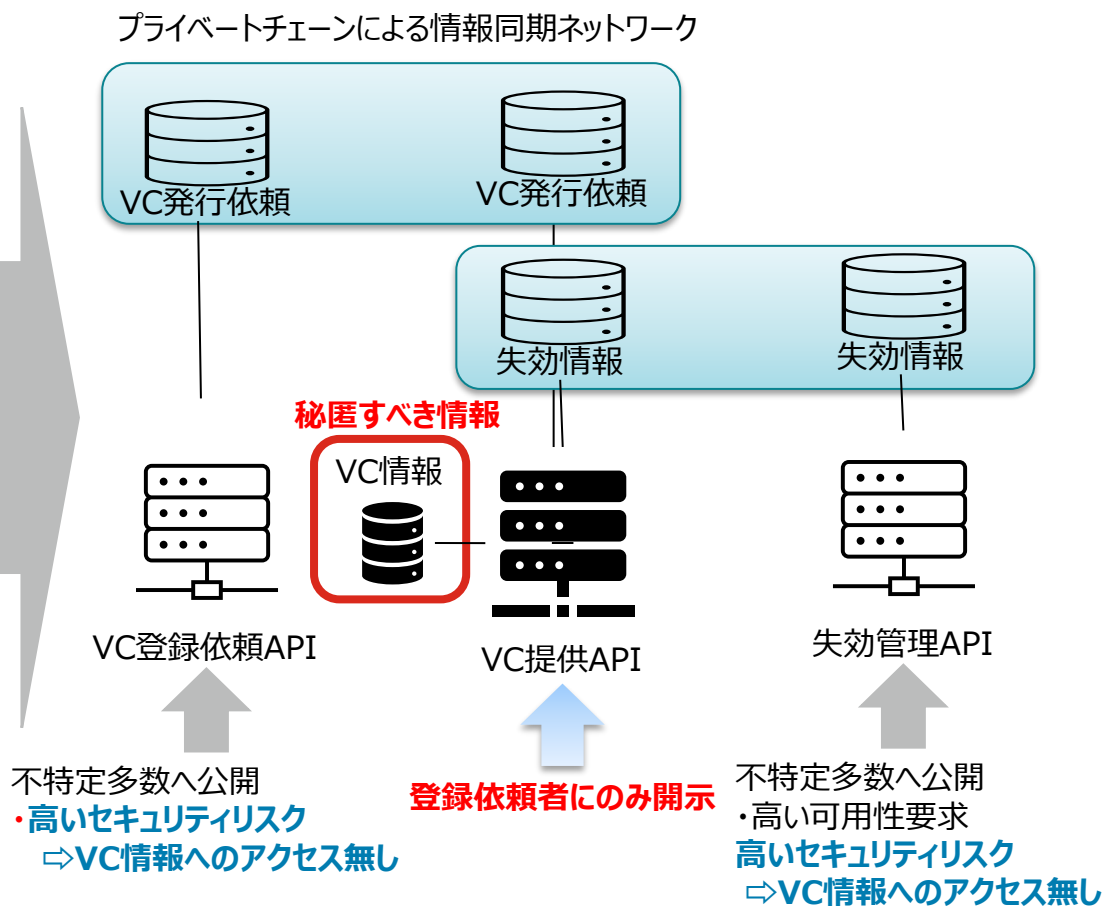 プライベートチェーンによる情報同期ネットワーク
VC発行依頼
VC発行依頼
失効情報
失効情報
秘匿すべき情報
VC情報
VC登録依頼API
VC提供API
失効管理API
不特定多数へ公開
・高いセキュリティリスク
⇨VC情報へのアクセス無し
登録依頼者にのみ開示
不特定多数へ公開
・高い可用性要求
高いセキュリティリスク
⇨VC情報へのアクセス無し